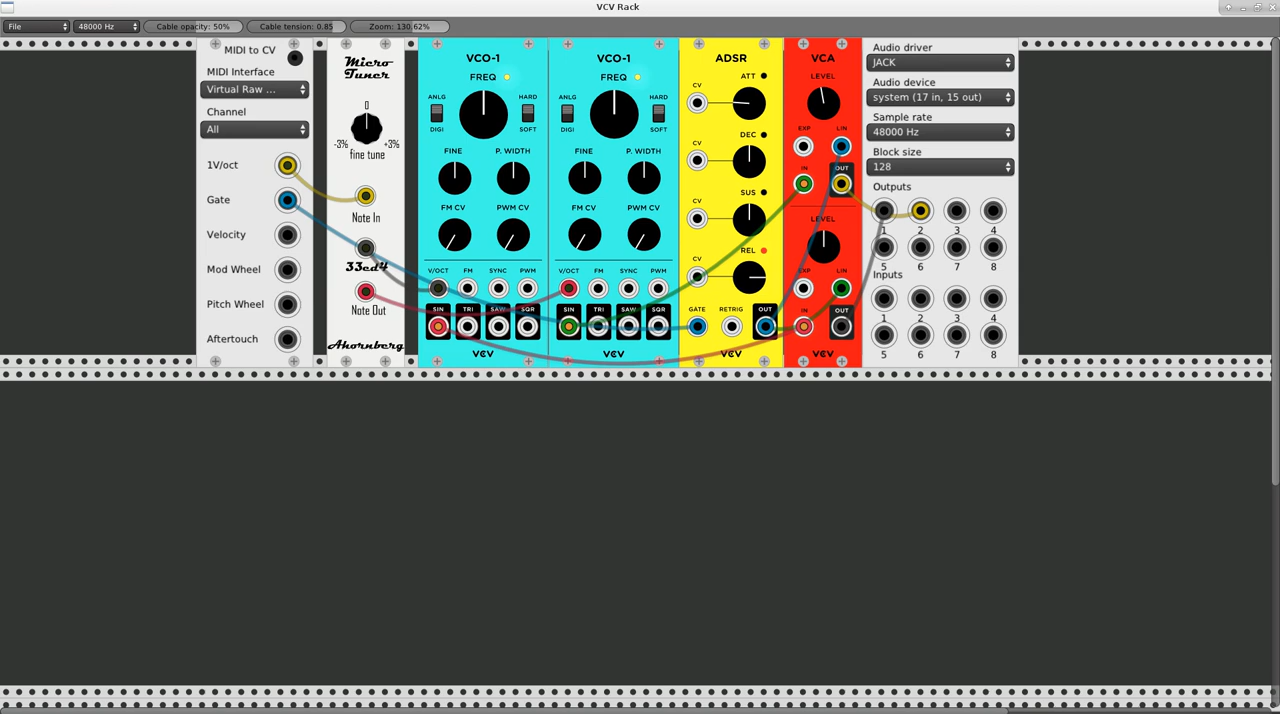 VCV Rack
File
48000 Hz
Cable opacity: 50%
Cable tension: 0.85
Zoom: 130.62%
MIDI to CV
MIDI Interface
Virtual Raw ...
Channel
All
1V/oct
Gate
Velocity
Mod Wheel
Pitch Wheel
Aftertouch
Micro
Tuner
0
-3% +3%
fine tune
Note In
33ed4
Note Out
Ahornberg
VCO-1
FREQ
ANLG HARD
DIGI SOFT
FINE P. WIDTH
FM CV PWM CV
V/OCT FM SYNC PWM
SIN TRI SAW SQR
VCV
VCO-1
FREQ
ANLG HARD
DIGI SOFT
FINE P. WIDTH
FM CV PWM CV
V/OCT FM SYNC PWM
SIN TRI SAW SQR
VCV
ADSR
ATT
CV
DEC
CV
SUS
CV
REL
CV
GATE RETRIG OUT
VCV
VCA
LEVEL
EXP LIN
IN OUT
LEVEL
EXP LIN
IN OUT
VCV
Audio driver
JACK
Audio device
system (17 in, 15 out)
Sample rate
48000 Hz
Block size
128
Outputs
1 2 3 4
5 6 7 8
Inputs
1 2 3 4
5 6 7 8